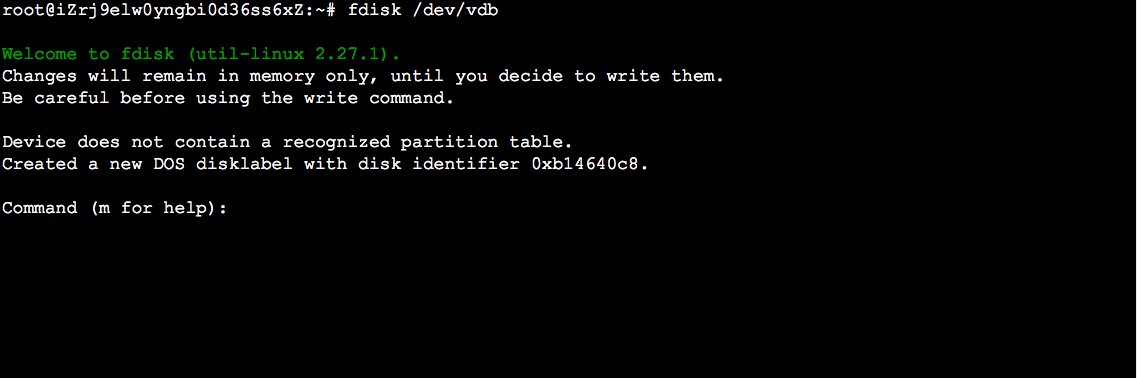 root@iZrj9elw0yngbi0d36ss6xZ:~# fdisk /dev/vdb
Welcome to fdisk (util-linux 2.27.1).
Changes will remain in memory only, until you decide to write them.
Be careful before using the write command.
Device does not contain a recognized partition table.
Created a new DOS disklabel with disk identifier 0xb14640c8.
Command (m for help):